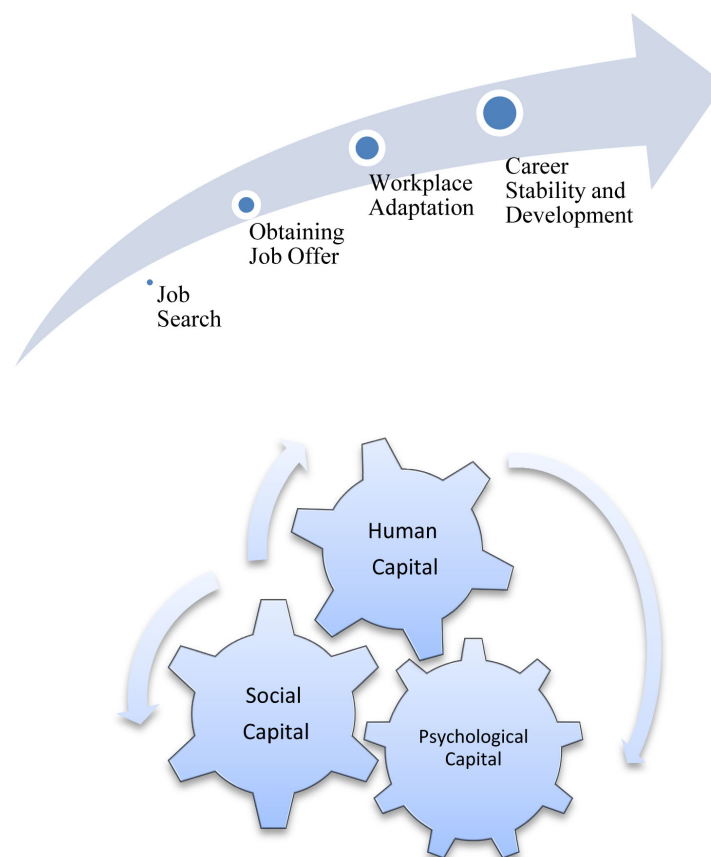 Job
Search
Obtaining
Job Offer
Workplace
Adaptation
Career
Stability and
Development
Human
Capital
Social
Capital
Psychological
Capital